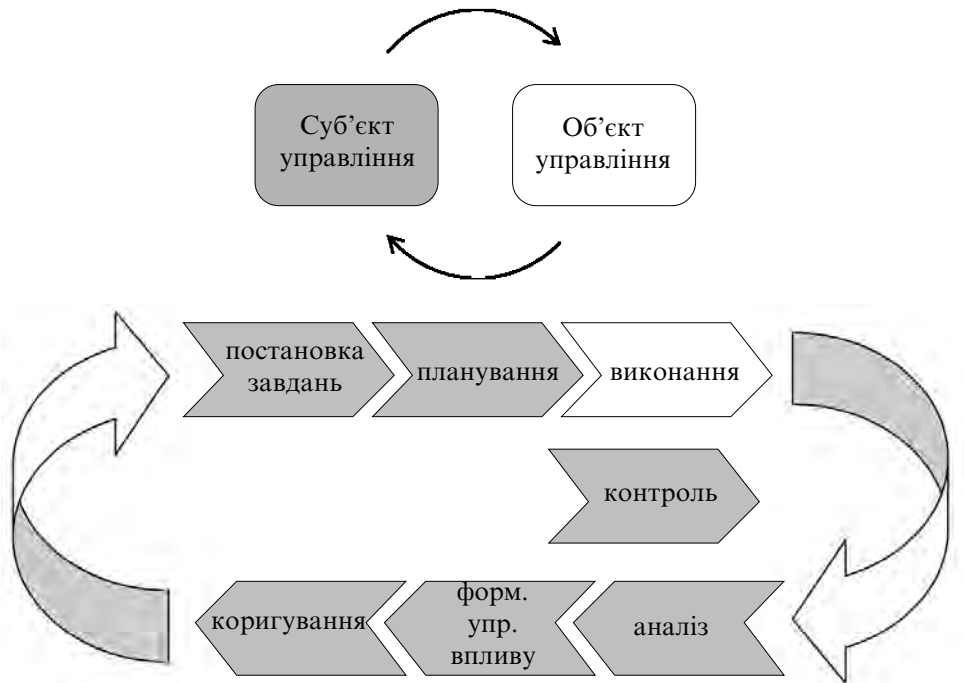 Суб’єкт
управління
Об’єкт
управління
постановка
завдань
планування
виконання
контроль
коригування
форм.
упр.
впливу
аналіз